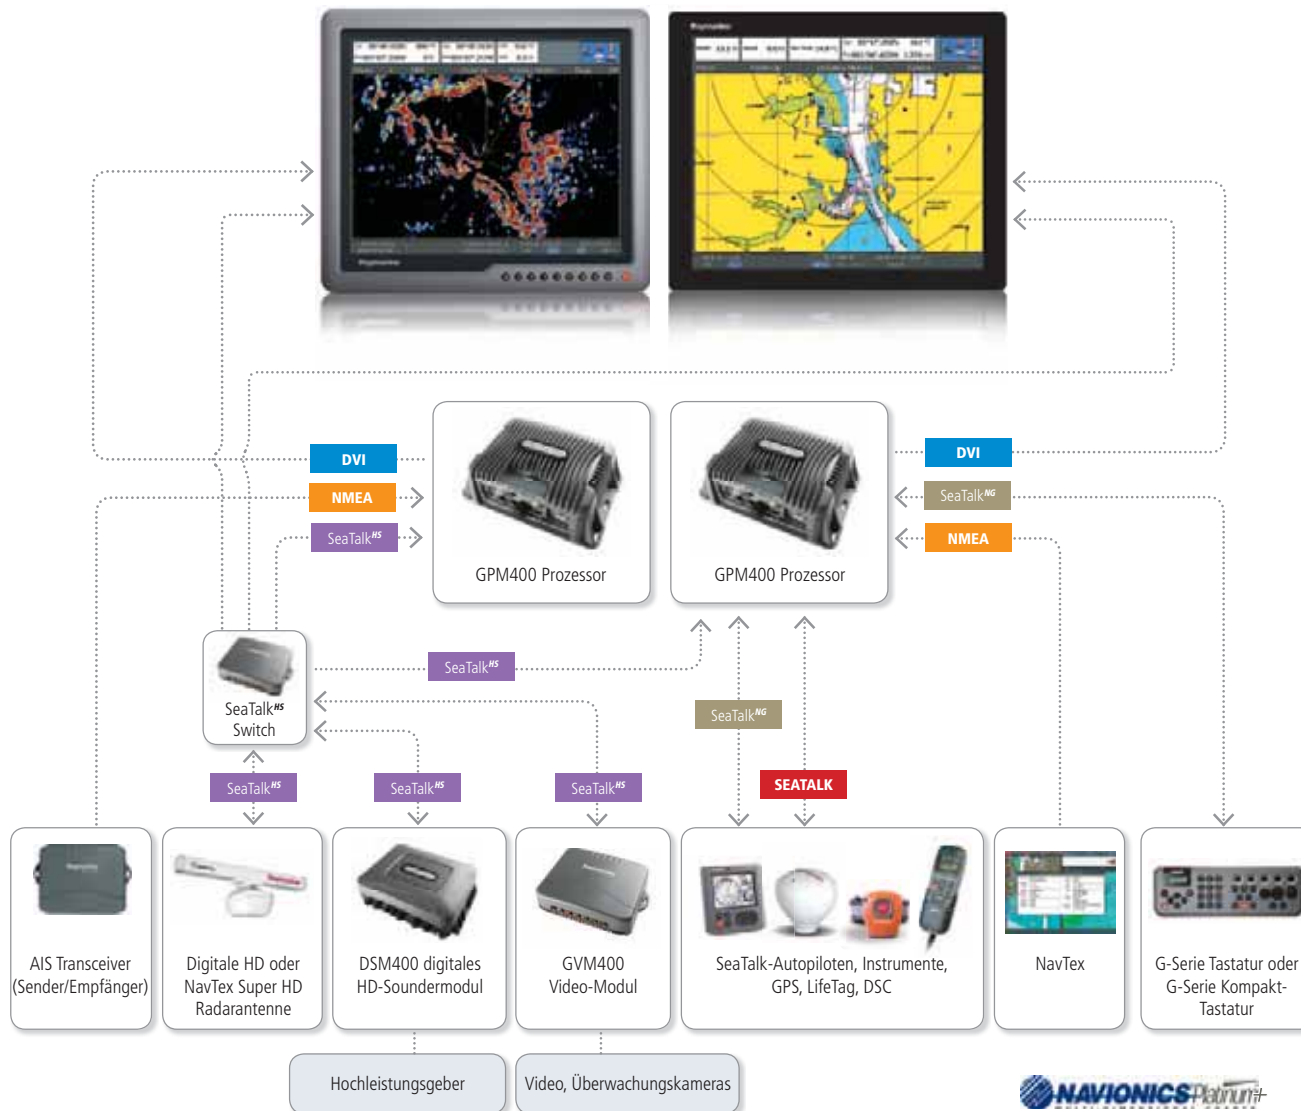 Raymarine
Raymarine
DVI
NMEA
SeaTalkHS
GPM400 Prozessor
GPM400 Prozessor
DVI
SeaTalkNG
NMEA
SeaTalkHS
Switch
SeaTalkHS
SeaTalkNG
SEATALK
SeaTalkHS
SeaTalkHS
SeaTalkHS
AIS Transceiver
(Sender/Empfänger)
Digitale HD oder
NavTex Super HD
Radarantenne
DSM400 digitales
HD-Soundermodul
GVM400
Video-Modul
SeaTalk-Autopiloten, Instrumente,
GPS, LifeTag, DSC
NavTex
G-Serie Tastatur oder
G-Serie Kompakt-
Tastatur
Hochleistungsgeber
Video, Überwachungskameras
NAVIONICS Platinum+